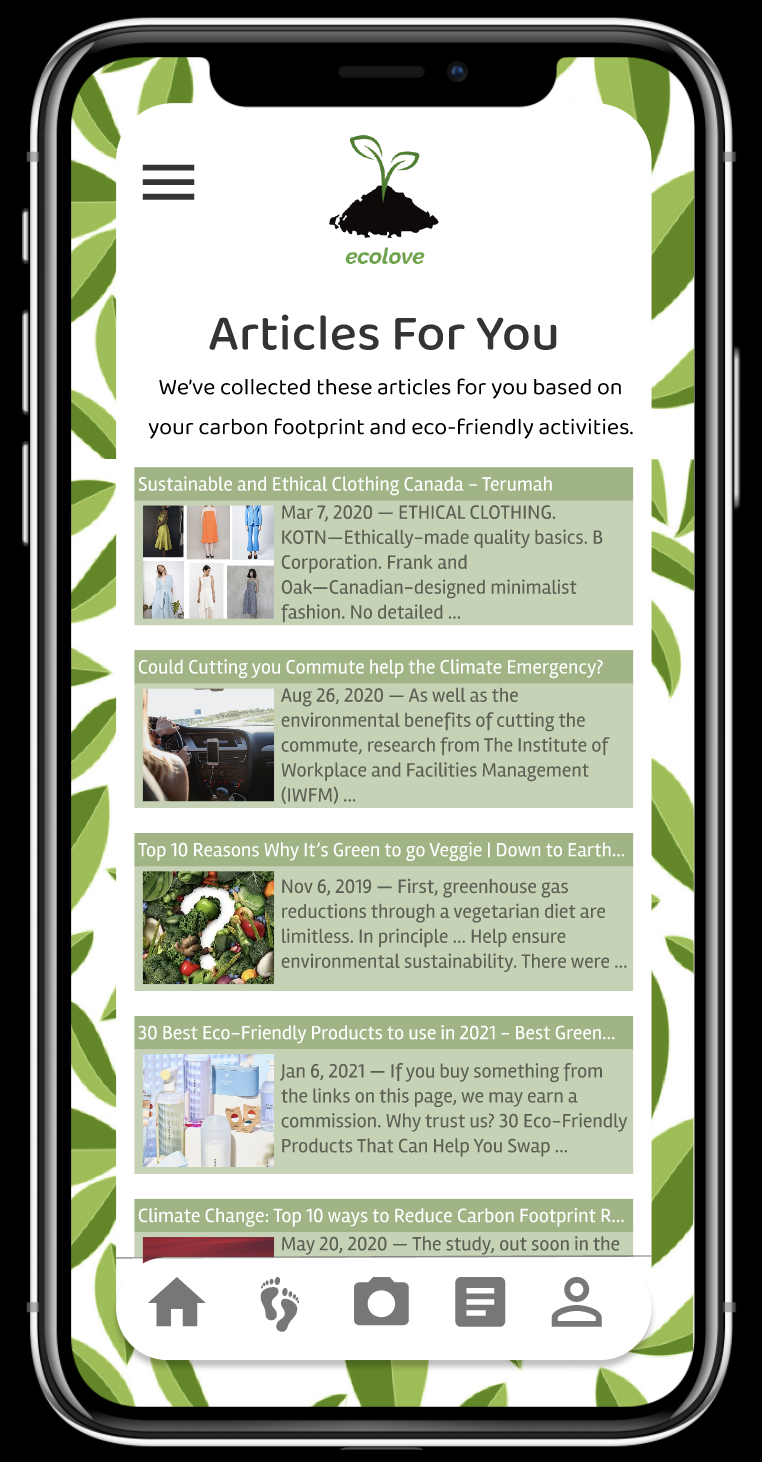 ecolove
Articles For You
We've collected these articles for you based on
your carbon footprint and eco-friendly activities.
Sustainable and Ethical Clothing Canada - Terumah
Mar 7, 2020 — ETHICAL CLOTHING.
KOTN—Ethically-made quality basics. B
Corporation. Frank and
Oak—Canadian-designed minimalist
fashion. No detailed ...
Could Cutting you Commute help the Climate Emergency?
Aug 26, 2020 — As well as the
environmental benefits of cutting the
commute, research from The Institute of
Workplace and Facilities Management
(IWFM) ...
Top 10 Reasons Why It's Green to go Veggie | Down to Earth...
Nov 6, 2019 — First, greenhouse gas
reductions through a vegetarian diet are
limitless. In principle ... Help ensure
environmental sustainability. There were ...
30 Best Eco-Friendly Products to use in 2021 - Best Green...
Jan 6, 2021 — If you buy something from
the links on this page, we may earn a
commission. Why trust us? 30 Eco-Friendly
Products That Can Help You Swap ...
Climate Change: Top 10 ways to Reduce Carbon Footprint R...
May 20, 2020 — The study, out soon in the